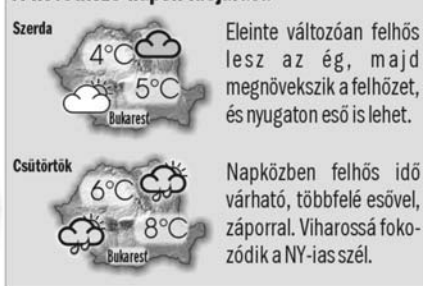 Szerda
4°C
5°C
Bukarest
Eleinte változóan felhős
lesz az ég, majd
megnövekszik a felhőzet,
és nyugaton eső is lehet.
Csütörtök
6°C
8°C
Bukarest
Napközben felhős idő
várható, többfelé esővel,
záporral. Viharossá foko-
zódik a NY-ias szél.